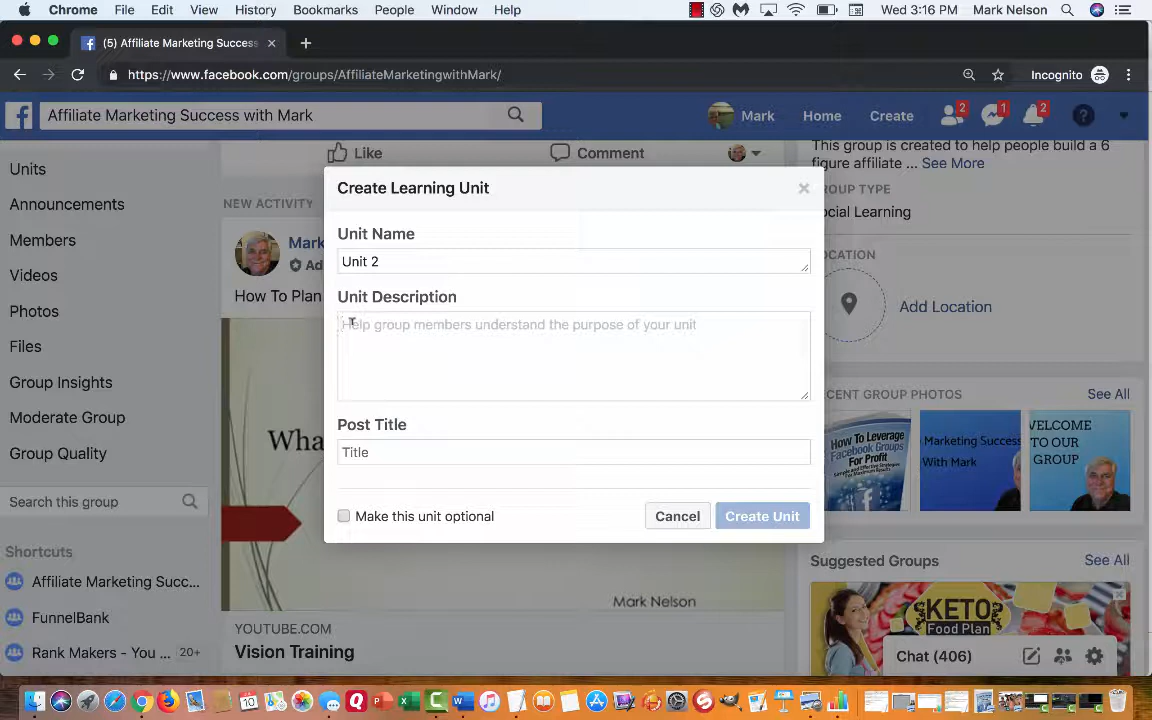 Chrome File Edit View History Bookmarks People Window Help Wed 3:16 PM Mark Nelson
(5) Affiliate Marketing Success
https://www.facebook.com/groups/AffiliateMarketingwithMark/ Incognito
Affiliate Marketing Success with Mark Mark Home Create 2 1 2
Units
Announcements
Members
Videos
Photos
Files
Group Insights
Moderate Group
Group Quality
Search this group
Shortcuts
Affiliate Marketing Succ...
FunnelBank
Rank Makers - You ... 20+
Like Comment
NEW ACTIVITY
Mark
Ad
How To Plan
Wha
Mark Nelson
YOUTUBE.COM
Vision Training
Create Learning Unit
Unit Name
Unit 2
Unit Description
Help group members understand the purpose of your unit
Post Title
Title
Make this unit optional Cancel Create Unit
This group is created to help people build a 6
figure affiliate ... See More
GROUP TYPE
ocial Learning
OCATION
Add Location
CENT GROUP PHOTOS See All
How To Leverage
Facebook Groups
For Profit
Marketing Success
With Mark
WELCOME
TO OUR
GROUP
Suggested Groups See All
KETO
Food Plan
Chat (406)